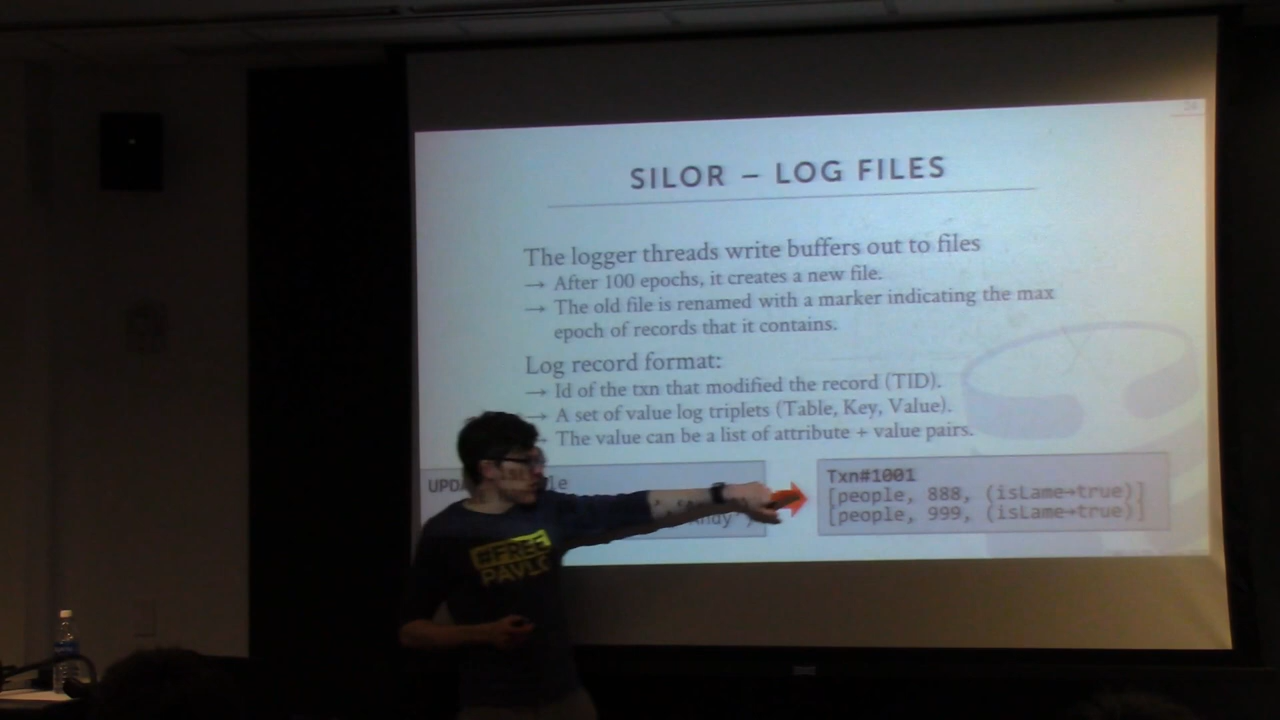 24
SILOR – LOG FILES
The logger threads write buffers out to files
→ After 100 epochs, it creates a new file.
→ The old file is renamed with a marker indicating the max
epoch of records that it contains.
Log record format:
→ Id of the txn that modified the record (TID).
→ A set of value log triplets (Table, Key, Value).
→ The value can be a list of attribute + value pairs.
Txn#1001
[people, 888, (isLame→true)]
[people, 999, (isLame→true)]
#FREE
PAVLO